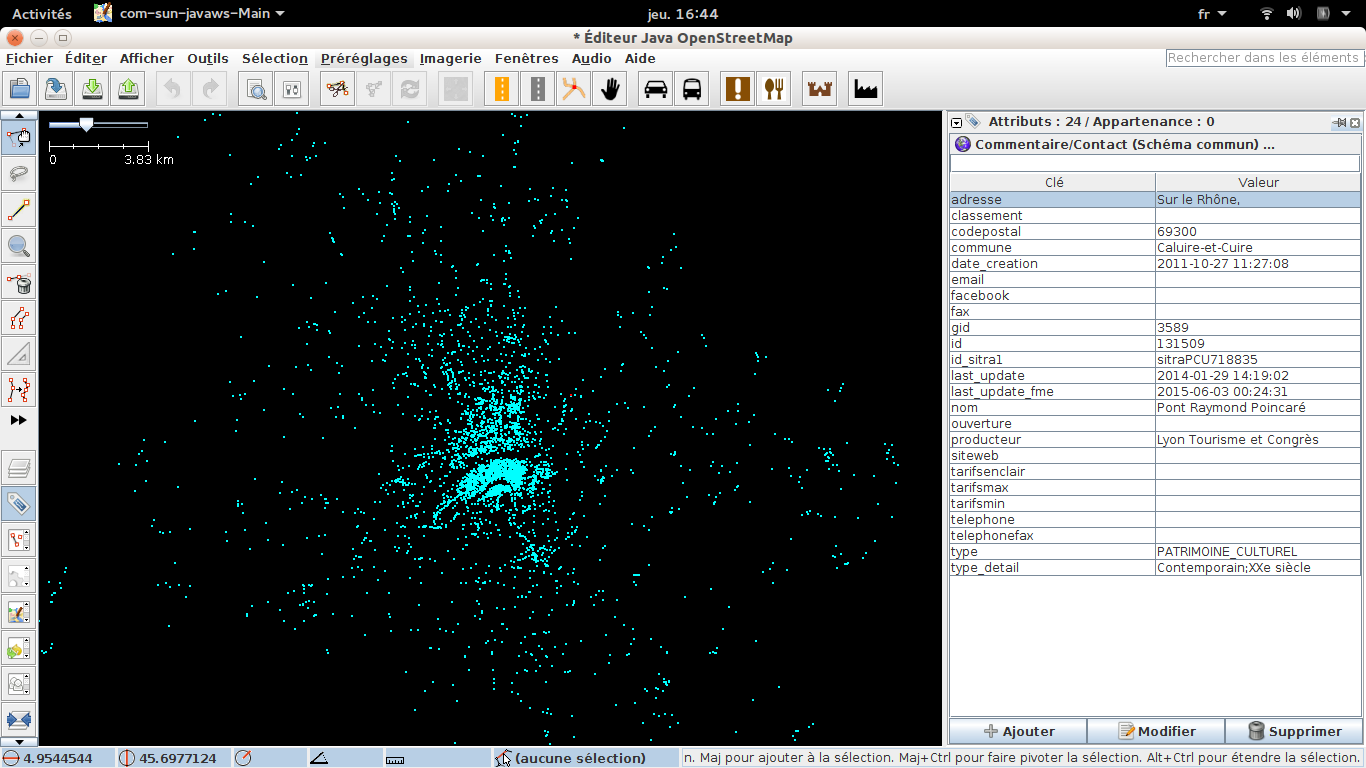 Activités com-sun-javaws-Main jeu. 16:44 fr
* Éditeur Java OpenStreetMap
Fichier Éditer Afficher Outils Sélection Préréglages Imagerie Fenêtres Audio Aide Rechercher dans les éléments
0 3.83 km
Attributs : 24 / Appartenance : 0
Commentaire/Contact (Schéma commun) ...
Clé Valeur
adresse Sur le Rhône,
classement
codepostal 69300
commune Caluire-et-Cuire
date_creation 2011-10-27 11:27:08
email
facebook
fax
gid 3589
id 131509
id_sitra1 sitraPCU718835
last_update 2014-01-29 14:19:02
last_update_fme 2015-06-03 00:24:31
nom Pont Raymond Poincaré
ouverture
producteur Lyon Tourisme et Congrès
siteweb
tarifsenclair
tarifsmax
tarifsmin
telephone
telephonefax
type PATRIMOINE_CULTUREL
type_detail Contemporain;XXe siècle
Ajouter Modifier Supprimer
4.9544544 45.6977124 (aucune sélection) n. Maj pour ajouter à la sélection. Maj+Ctrl pour faire pivoter la sélection. Alt+Ctrl pour étendre la sélection.